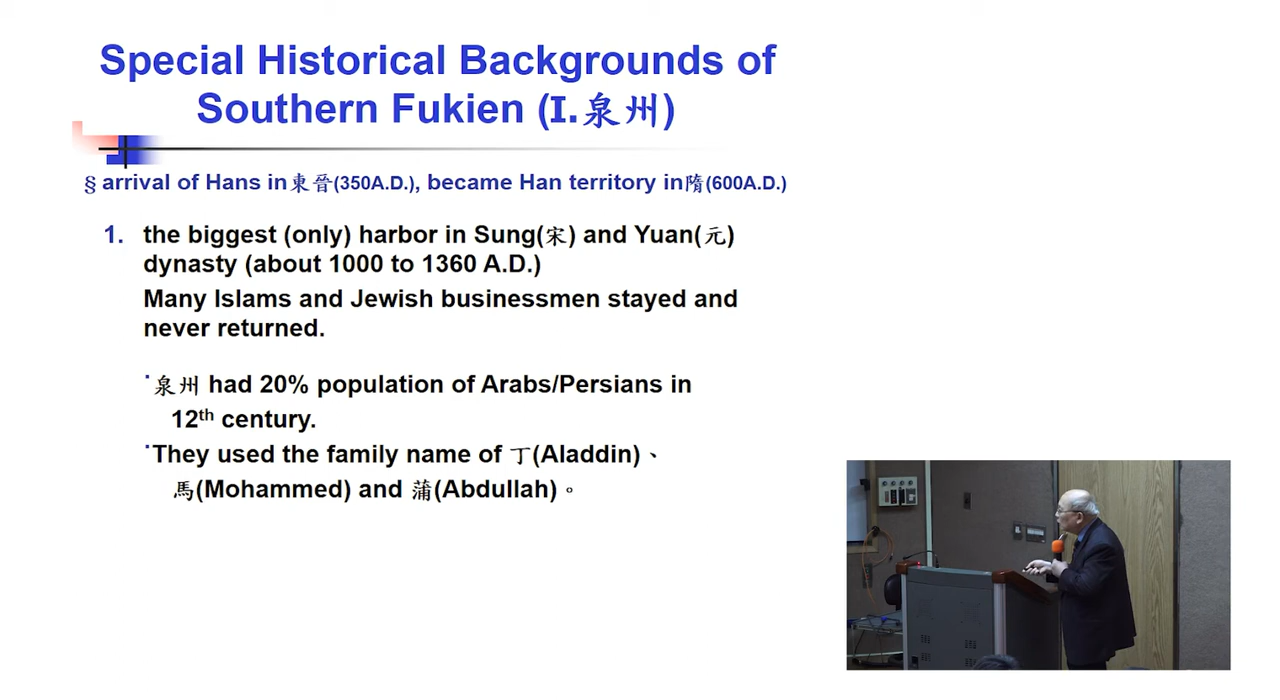 Special Historical Backgrounds of
Southern Fukien (I.泉州)
§ arrival of Hans in東晉(350A.D.), became Han territory in隋(600A.D.)
1. the biggest (only) harbor in Sung(宋) and Yuan(元)
dynasty (about 1000 to 1360 A.D.)
Many Islams and Jewish businessmen stayed and
never returned.
˙泉州 had 20% population of Arabs/Persians in
12th century.
˙They used the family name of 丁(Aladdin)、
馬(Mohammed) and 蒲(Abdullah)。